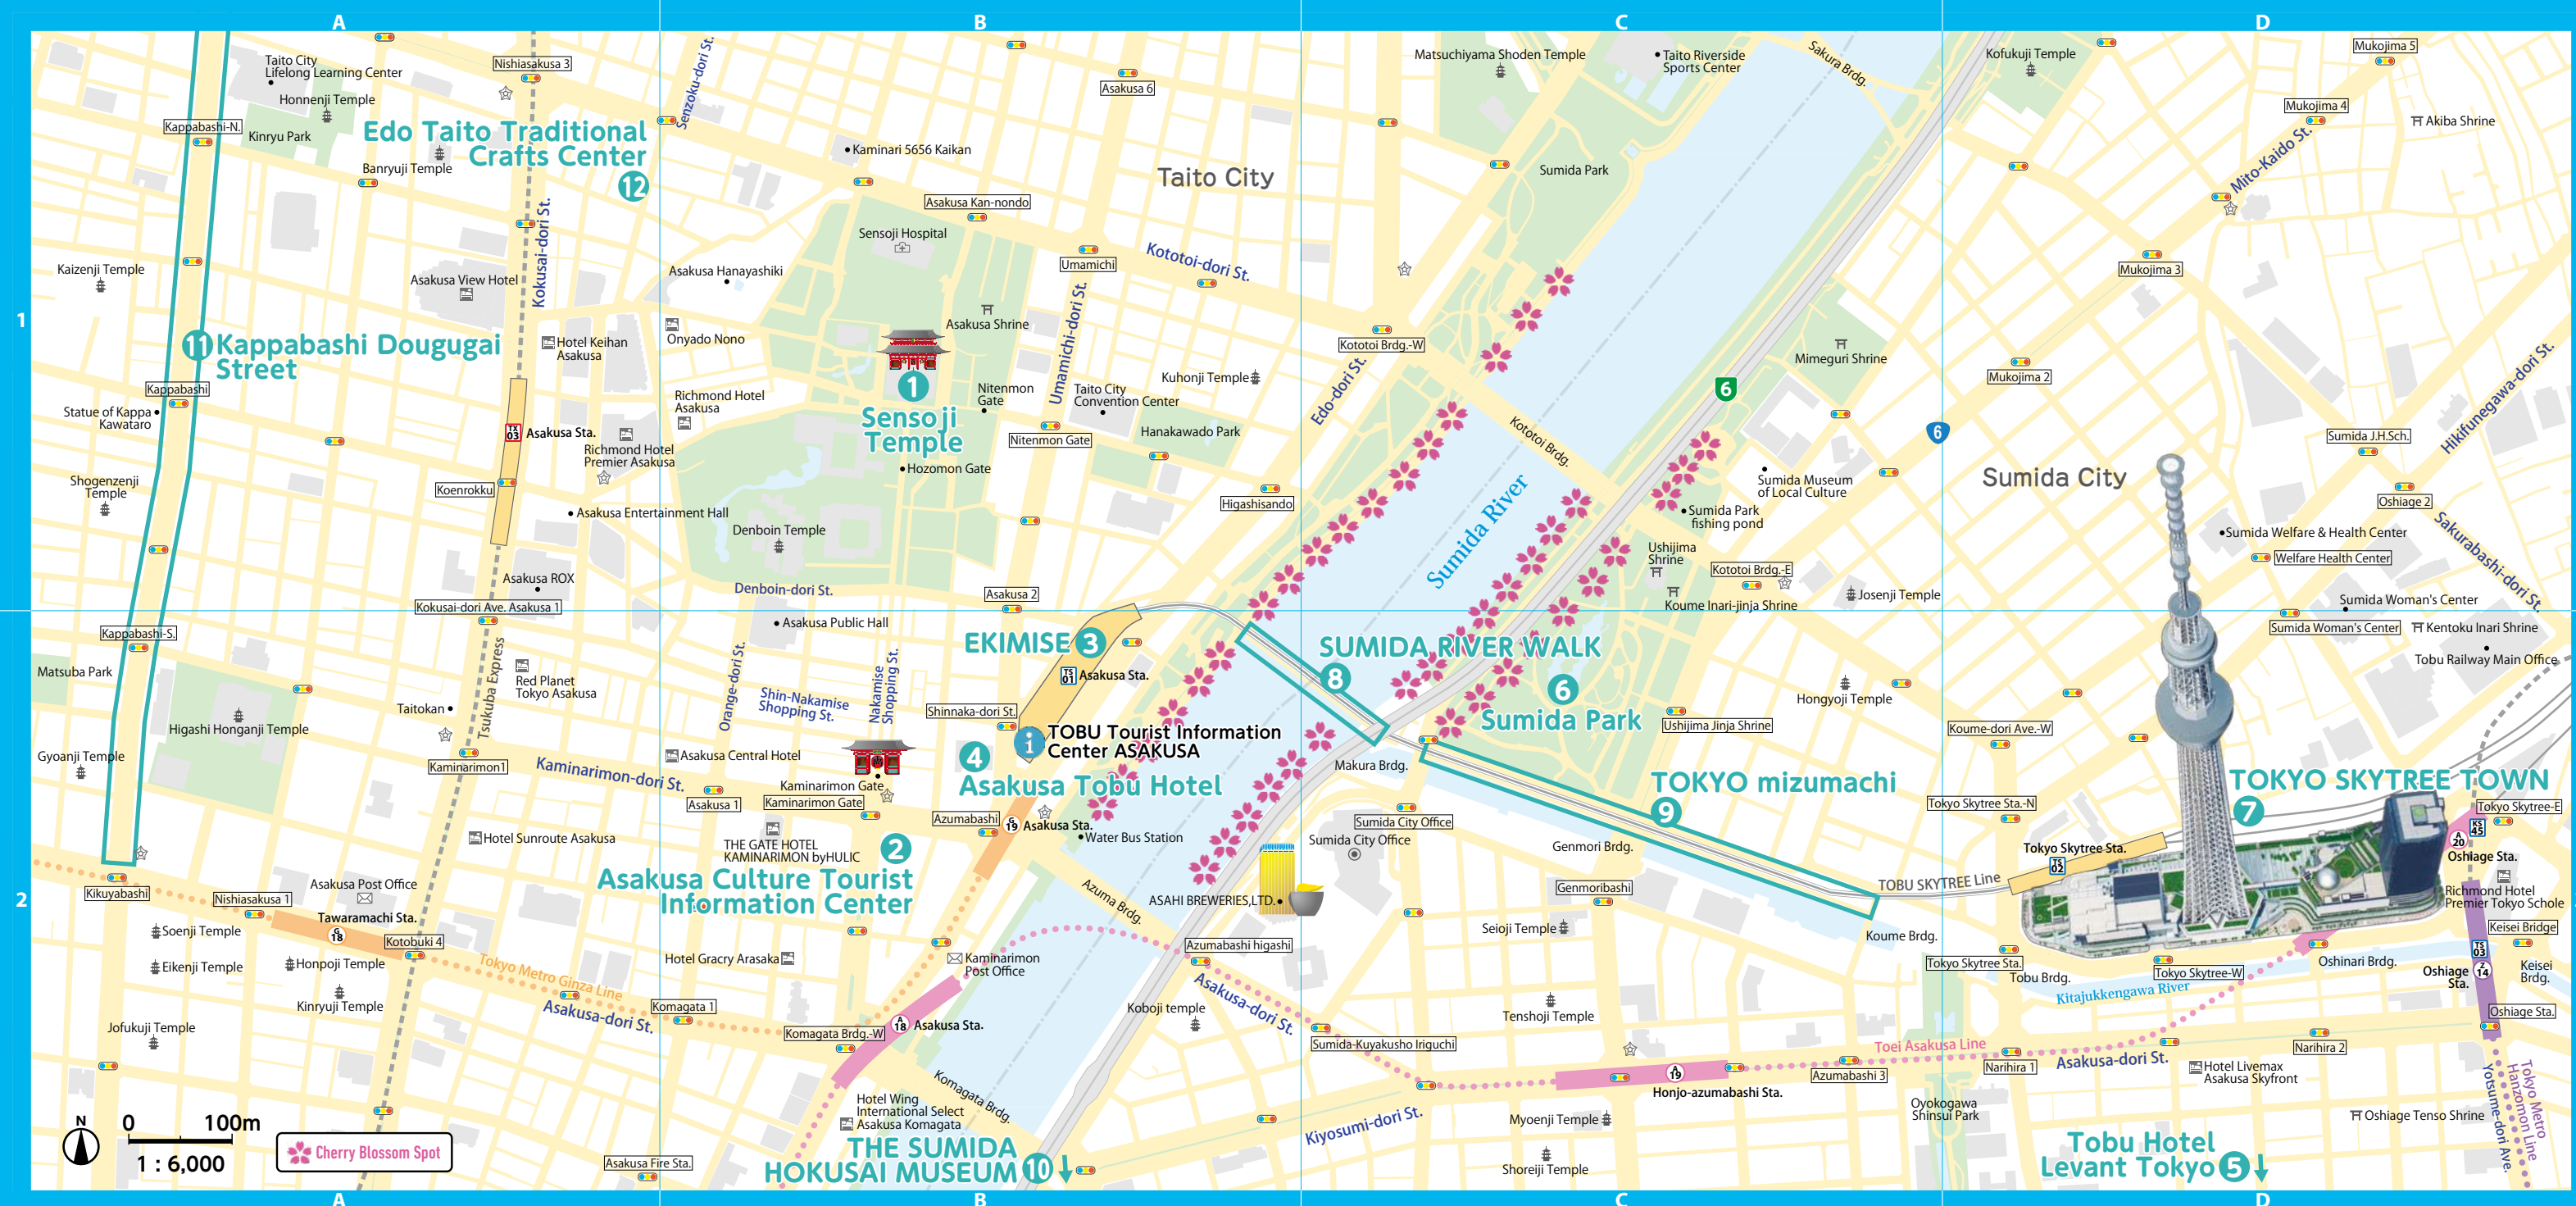 A
B
C
D
1
2
Taito City
Lifelong Learning Center
Honnenji Temple
Kappabashi-N.
Kinryu Park
Nishiasakusa 3
Edo Taito Traditional
Crafts Center
12
Banryuji Temple
Kokusai-dori St.
Kaizenji Temple
Asakusa View Hotel
11
Kappabashi Dougugai
Street
Kappabashi
Statue of Kappa
Kawataro
Hotel Keihan
Asakusa
TX
03
Asakusa Sta.
Richmond Hotel
Premier Asakusa
Koenrokku
Shogenzenji
Temple
Asakusa Entertainment Hall
Asakusa ROX
Kokusai-dori Ave. Asakusa 1
Senzoku-dori St.
Asakusa 6
Kaminari 5656 Kaikan
Taito City
Asakusa Kan-nondo
Sensoji Hospital
Umamichi
Kototoi-dori St.
Asakusa Hanayashiki
Onyado Nono
Asakusa Shrine
Umamichi-dori St.
1
Sensoji
Temple
Richmond Hotel
Asakusa
Nitenmon
Gate
Taito City
Convention Center
Kuhonji Temple
Hanakawado Park
Nitenmon Gate
Hozomon Gate
Higashisando
Denboin Temple
Denboin-dori St.
Asakusa 2
Matsuchiyama Shoden Temple
Taito Riverside
Sports Center
Sakura Brdg.
Sumida Park
Kototoi Brdg.-W
Edo-dori St.
Kototoi Brdg.
Sumida River
6
Mimeguri Shrine
Sumida Museum
of Local Culture
Sumida Park
fishing pond
Ushijima
Shrine
Kototoi Brdg.-E
Koume Inari-jinja Shrine
Josenji Temple
Kofukuji Temple
Mukojima 5
Mukojima 4
Akiba Shrine
Mito-Kaido St.
Mukojima 3
Mukojima 2
6
Sumida City
Hikifunegawa-dori St.
Sumida J.H.Sch.
Oshiage 2
Sakurabashi-dori St.
Sumida Welfare & Health Center
Welfare Health Center
Sumida Woman's Center
Sumida Woman's Center
Kentoku Inari Shrine
Tobu Railway Main Office
Kappabashi-S.
Matsuba Park
Higashi Honganji Temple
Gyoanji Temple
Tsukuba Express
Red Planet
Tokyo Asakusa
Taitokan
Kaminarimon1
Kaminarimon-dori St.
Hotel Sunroute Asakusa
Kikuyabashi
Nishiasakusa 1
Asakusa Post Office
Tawaramachi Sta.
G
18
Kotobuki 4
Soenji Temple
Eikenji Temple
Honpoji Temple
Kinryuji Temple
Jofukuji Temple
Tokyo Metro Ginza Line
Asakusa-dori St.
N
0
100m
1 : 6,000
Cherry Blossom Spot
Asakusa Fire Sta.
Asakusa Public Hall
Orange-dori St.
Shin-Nakamise
Shopping St.
Nakamise
Shopping St.
EKIMISE
3
TS
01
Asakusa Sta.
Shinnaka-dori St.
i
TOBU Tourist Information
Center ASAKUSA
4
Asakusa Tobu Hotel
Asakusa Central Hotel
Asakusa 1
Kaminarimon Gate
Kaminarimon Gate
Azumabashi
G
19
Asakusa Sta.
Water Bus Station
THE GATE HOTEL
KAMINARIMON byHULIC
2
Asakusa Culture Tourist
Information Center
Azuma Brdg.
ASAHI BREWERIES,LTD.
Azumabashi higashi
Hotel Gracry Arasaka
Kaminarimon
Post Office
Komagata 1
Komagata Brdg.-W
A
18
Asakusa Sta.
Koboji temple
Asakusa-dori St.
Komagata Brdg.
Hotel Wing
International Select
Asakusa Komagata
THE SUMIDA
HOKUSAI MUSEUM
10
SUMIDA RIVER WALK
8
6
Sumida Park
Hongyoji Temple
Ushijima Jinja Shrine
Makura Brdg.
TOKYO mizumachi
9
Sumida City Office
Sumida City Office
Genmori Brdg.
Genmoribashi
Seioji Temple
TOBU SKYTREE Line
Koume Brdg.
Tenshoji Temple
Sumida-Kuyakusho Iriguchi
Toei Asakusa Line
A
19
Honjo-azumabashi Sta.
Azumabashi 3
Kiyosumi-dori St.
Myoenji Temple
Shoreiji Temple
Oyokogawa
Shinsui Park
Koume-dori Ave.-W
TOKYO SKYTREE TOWN
7
Tokyo Skytree Sta.-N
Tokyo Skytree-E
KS
45
A
20
Oshiage Sta.
Tokyo Skytree Sta.
TS
02
Richmond Hotel
Premier Tokyo Schole
Keisei Bridge
Tokyo Skytree Sta.
Tobu Brdg.
Tokyo Skytree-W
Oshinari Brdg.
Kitajukkengawa River
TS
03
Z
14
Oshiage
Sta.
Keisei
Brdg.
Oshiage Sta.
Narihira 1
Asakusa-dori St.
Narihira 2
Hotel Livemax
Asakusa Skyfront
Oshiage Tenso Shrine
Yotsume-dori Ave.
Tokyo Metro
Hanzomon Line
Tobu Hotel
Levant Tokyo
5
A
B
C
D